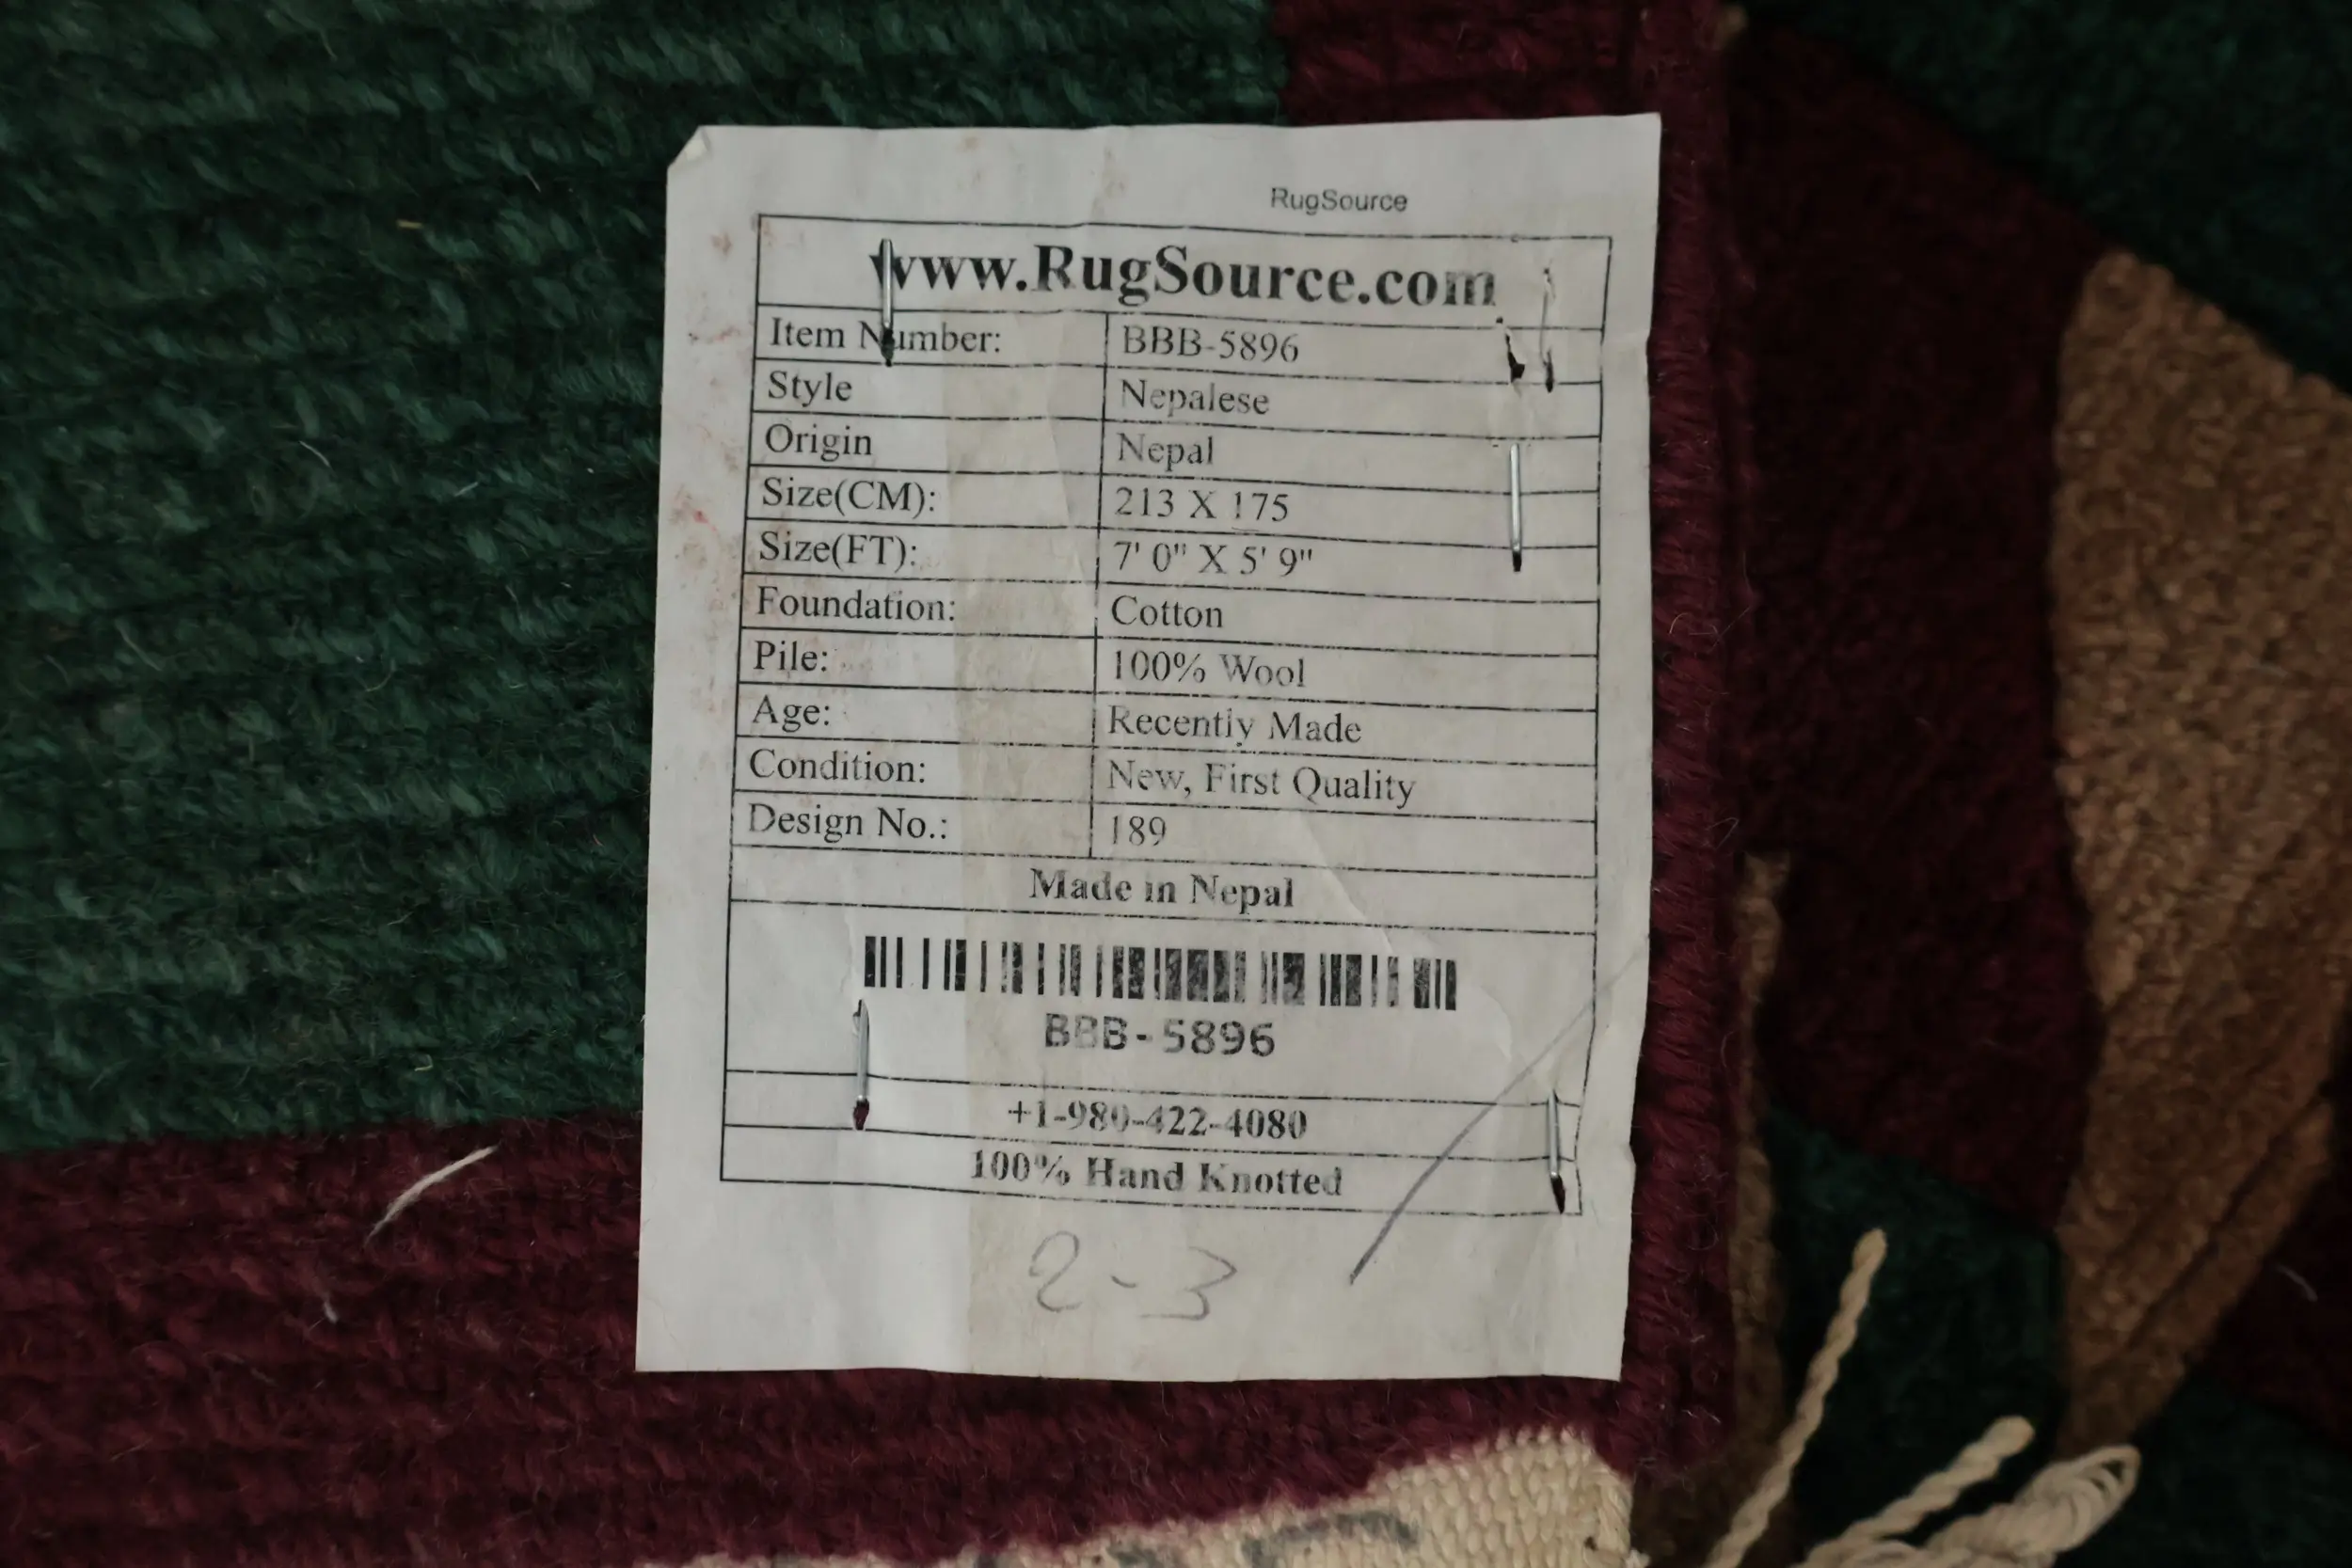 RugSource
www.RugSource.com
Item Number: BBB-5896
Style Nepalese
Origin Nepal
Size(CM): 213 X 175
Size(FT): 7' 0" X 5' 9"
Foundation: Cotton
Pile: 100% Wool
Age: Recently Made
Condition: New, First Quality
Design No.: 189
Made in Nepal
BBB-5896
+1-980-422-4080
100% Hand Knotted
2-3